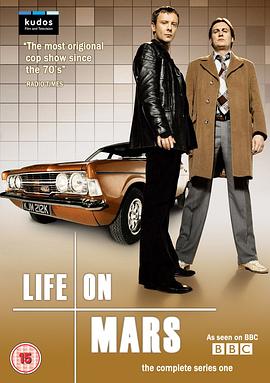 kudos
Film and Television
"The most original
cop show since
the 70's"
RADIO TIMES
KJM 212K
LIFE ON
MARS
As seen on BBC
BBC
the complete series one
15